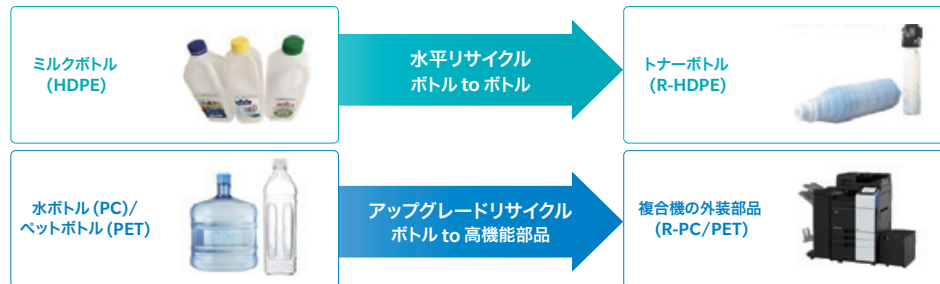 ミルクボトル
(HDPE)
水平リサイクル
ボトル to ボトル
トナーボトル
(R-HDPE)
水ボトル (PC)/
ペットボトル (PET)
アップグレードリサイクル
ボトル to 高機能部品
複合機の外装部品
(R-PC/PET)